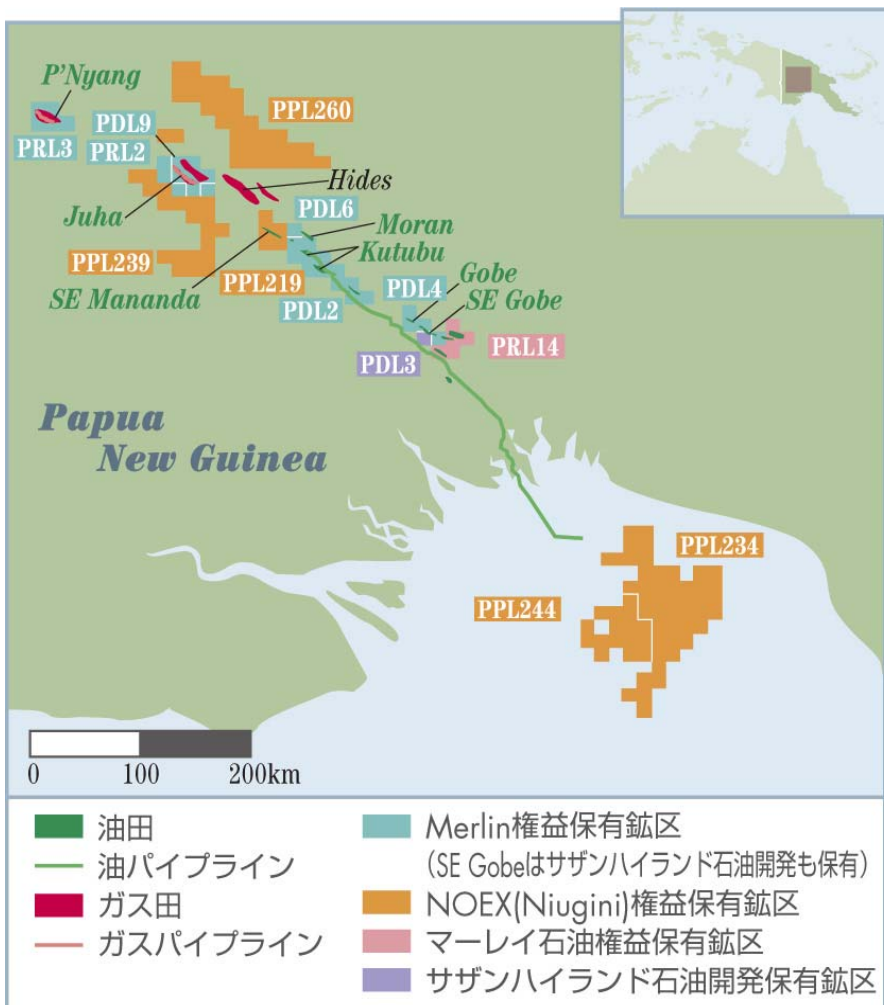 P'Nyang
PPL260
PDL9
PRL3
PRL2
Hides
Juha
PDL6
Moran
Kutubu
PPL239
SE Mananda
PPL219
Gobe
PDL4
SE Gobe
PDL2
PDL3
PRL14
Papua
New Guinea
PPL234
PPL244
0 100 200km
油田
油パイプライン
ガス田
ガスパイプライン
Merlin権益保有鉱区
(SE Gobeはサザンハイランド石油開発も保有)
NOEX(Niugini)権益保有鉱区
マーレイ石油権益保有鉱区
サザンハイランド石油開発保有鉱区